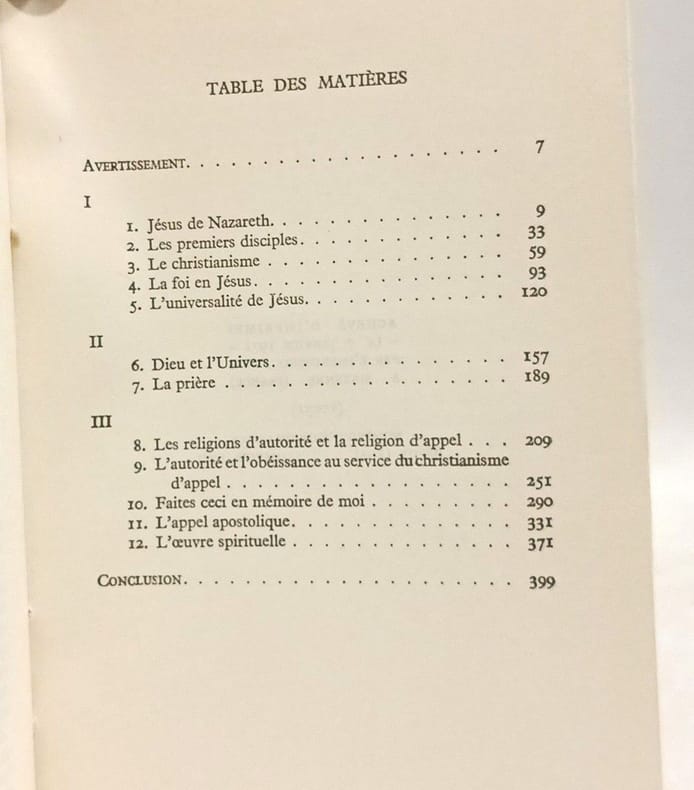 TABLE DES MATIÈRES
AVERTISSEMENT. . . . . . . . . . . . . . . . . . . . 7
I
1. Jésus de Nazareth. . . . . . . . . . . . . . . 9
2. Les premiers disciples. . . . . . . . . . . . . 33
3. Le christianisme . . . . . . . . . . . . . . . 59
4. La foi en Jésus. . . . . . . . . . . . . . . . 93
5. L'universalité de Jésus. . . . . . . . . . . . . 120
II
6. Dieu et l'Univers. . . . . . . . . . . . . . . 157
7. La prière . . . . . . . . . . . . . . . . . . 189
III
8. Les religions d'autorité et la religion d'appel . . . 209
9. L'autorité et l'obéissance au service du christianisme
d'appel . . . . . . . . . . . . . . . . . . 251
10. Faites ceci en mémoire de moi . . . . . . . . . 290
11. L'appel apostolique. . . . . . . . . . . . . . 331
12. L'œuvre spirituelle . . . . . . . . . . . . . . 371
CONCLUSION. . . . . . . . . . . . . . . . . . . . 399